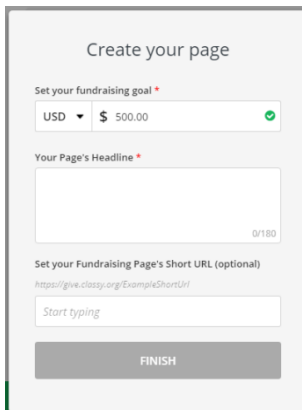 Create your page
Set your fundraising goal *
USD $ 500.00
Your Page's Headline *
0/180
Set your Fundraising Page's Short URL (optional)
https://give.classy.org/ExampleShortUrl
Start typing
FINISH